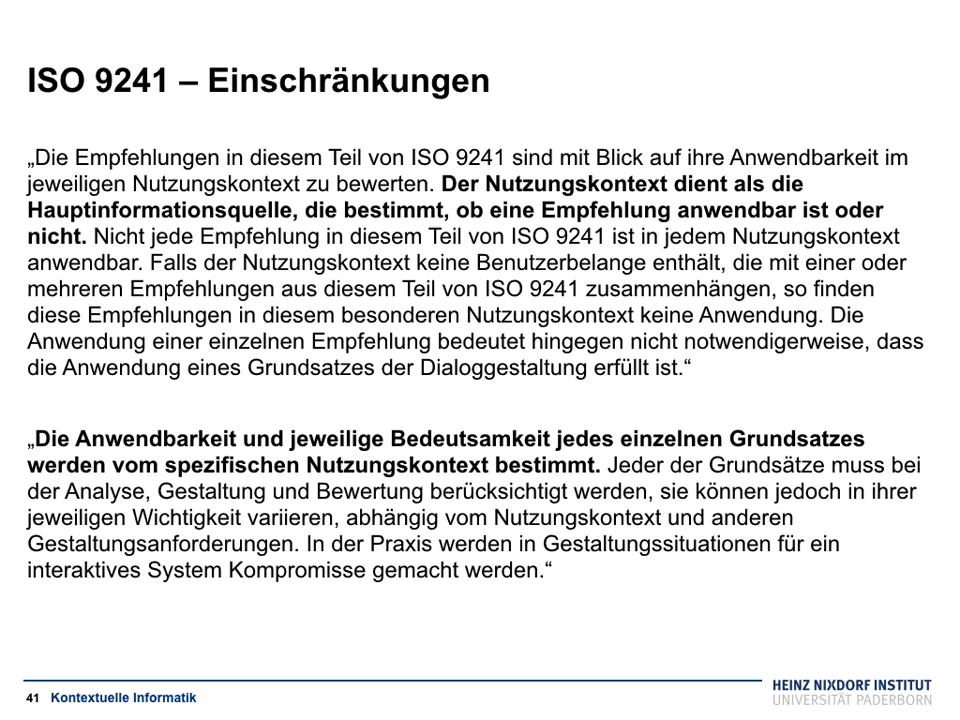 ISO 9241 – Einschränkungen
„Die Empfehlungen in diesem Teil von ISO 9241 sind mit Blick auf ihre Anwendbarkeit im
jeweiligen Nutzungskontext zu bewerten. Der Nutzungskontext dient als die
Hauptinformationsquelle, die bestimmt, ob eine Empfehlung anwendbar ist oder
nicht. Nicht jede Empfehlung in diesem Teil von ISO 9241 ist in jedem Nutzungskontext
anwendbar. Falls der Nutzungskontext keine Benutzerbelange enthält, die mit einer oder
mehreren Empfehlungen aus diesem Teil von ISO 9241 zusammenhängen, so finden
diese Empfehlungen in diesem besonderen Nutzungskontext keine Anwendung. Die
Anwendung einer einzelnen Empfehlung bedeutet hingegen nicht notwendigerweise, dass
die Anwendung eines Grundsatzes der Dialoggestaltung erfüllt ist.“
„Die Anwendbarkeit und jeweilige Bedeutsamkeit jedes einzelnen Grundsatzes
werden vom spezifischen Nutzungskontext bestimmt. Jeder der Grundsätze muss bei
der Analyse, Gestaltung und Bewertung berücksichtigt werden, sie können jedoch in ihrer
jeweiligen Wichtigkeit variieren, abhängig vom Nutzungskontext und anderen
Gestaltungsanforderungen. In der Praxis werden in Gestaltungssituationen für ein
interaktives System Kompromisse gemacht werden.“
41 Kontextuelle Informatik
HEINZ NIXDORF INSTITUT
UNIVERSITÄT PADERBORN